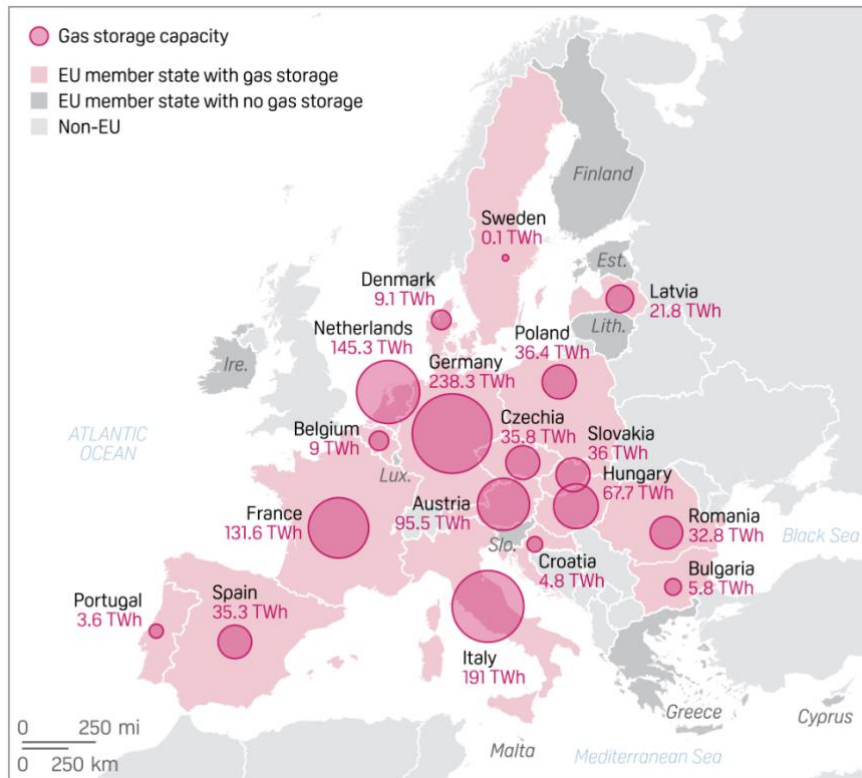 Gas storage capacity
EU member state with gas storage
EU member state with no gas storage
Non-EU
Finland
Sweden
0.1 TWh
Est.
Denmark
9.1 TWh
Latvia
21.8 TWh
Netherlands
145.3 TWh
Poland
36.4 TWh
Lith.
Ire.
Germany
238.3 TWh
Belgium
9 TWh
Czechia
35.8 TWh
Slovakia
36 TWh
ATLANTIC
OCEAN
Lux.
Hungary
67.7 TWh
France
131.6 TWh
Austria
95.5 TWh
Romania
32.8 TWh
Black Sea
Slo.
Croatia
4.8 TWh
Bulgaria
5.8 TWh
Portugal
3.6 TWh
Spain
35.3 TWh
Italy
191 TWh
Greece
Cyprus
Malta
Mediterranean Sea
0 250 mi
0 250 km